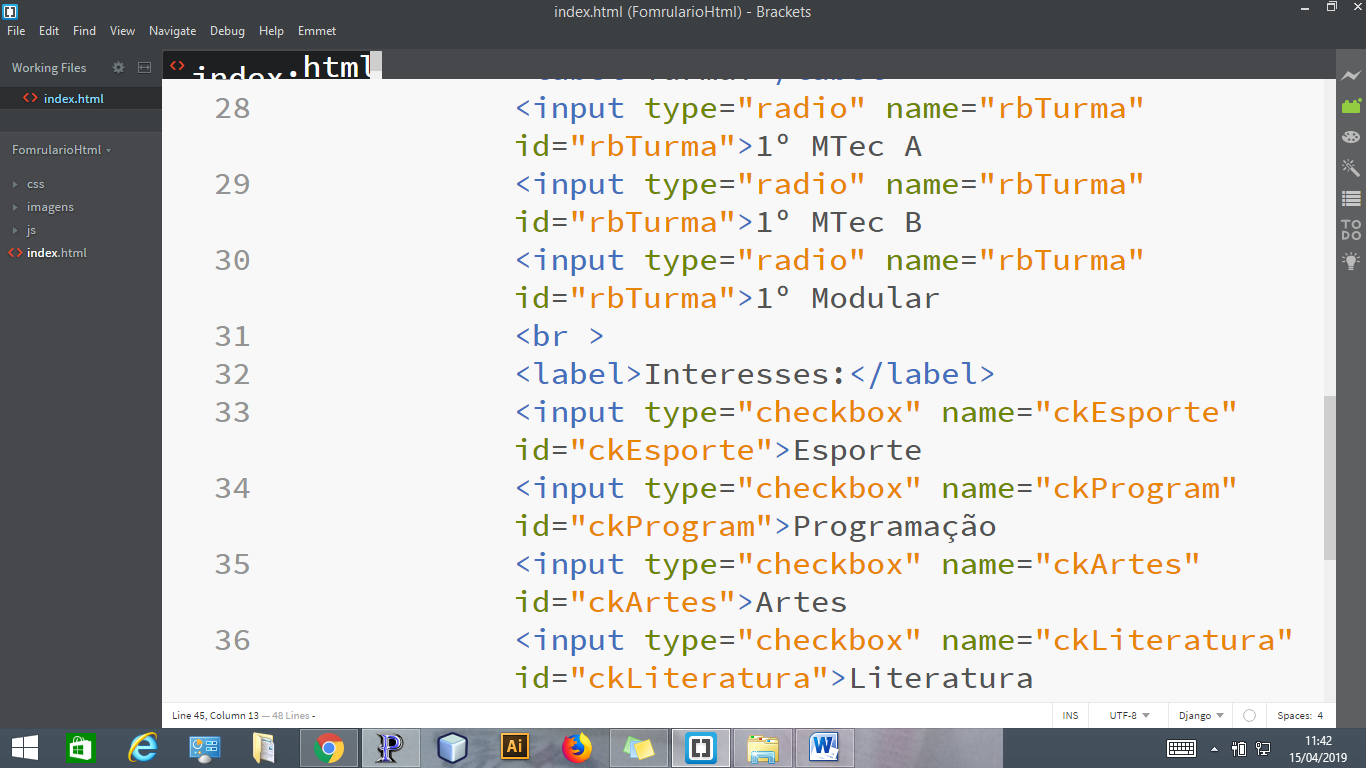 index.html (FomrularioHtml) - Brackets
File Edit Find View Navigate Debug Help Emmet
Working Files
index.html
FomrularioHtml
css
imagens
js
index.html
index.html
28 <input type="radio" name="rbTurma"
id="rbTurma">1º MTec A
29 <input type="radio" name="rbTurma"
id="rbTurma">1º MTec B
30 <input type="radio" name="rbTurma"
id="rbTurma">1º Modular
31 <br >
32 <label>Interesses:</label>
33 <input type="checkbox" name="ckEsporte"
id="ckEsporte">Esporte
34 <input type="checkbox" name="ckProgram"
id="ckProgram">Programação
35 <input type="checkbox" name="ckArtes"
id="ckArtes">Artes
36 <input type="checkbox" name="ckLiteratura"
id="ckLiteratura">Literatura
TO
DO
Line 45, Column 13 — 48 Lines -
INS UTF-8 Django Spaces: 4
Ai
P
W
11:42
15/04/2019